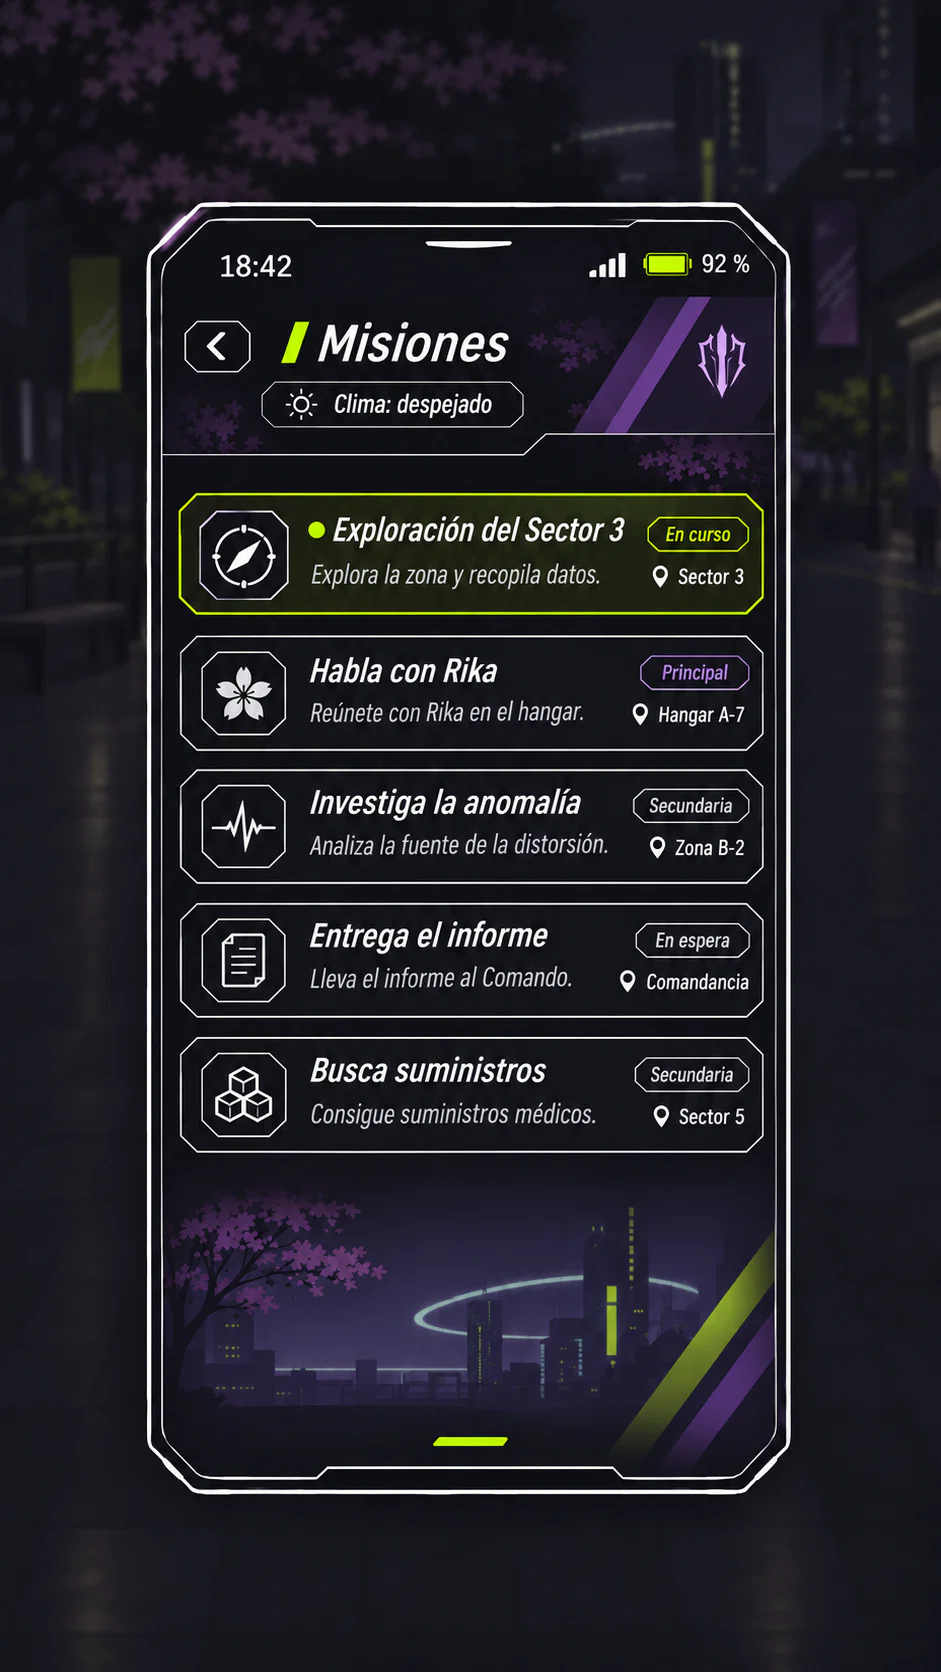 18:42
92 %
Misiones
Clima: despejado
Exploración del Sector 3
En curso
Explora la zona y recopila datos.
Sector 3
Habla con Rika
Principal
Reúnete con Rika en el hangar.
Hangar A-7
Investiga la anomalía
Secundaria
Analiza la fuente de la distorsión.
Zona B-2
Entrega el informe
En espera
Lleva el informe al Comando.
Comandancia
Busca suministros
Secundaria
Consigue suministros médicos.
Sector 5